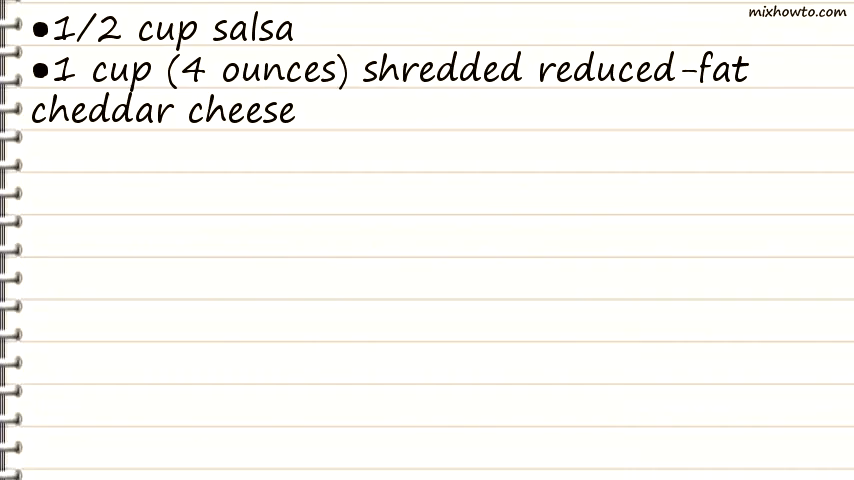 mixhowto.com
•1/2 cup salsa
•1 cup (4 ounces) shredded reduced-fat
cheddar cheese